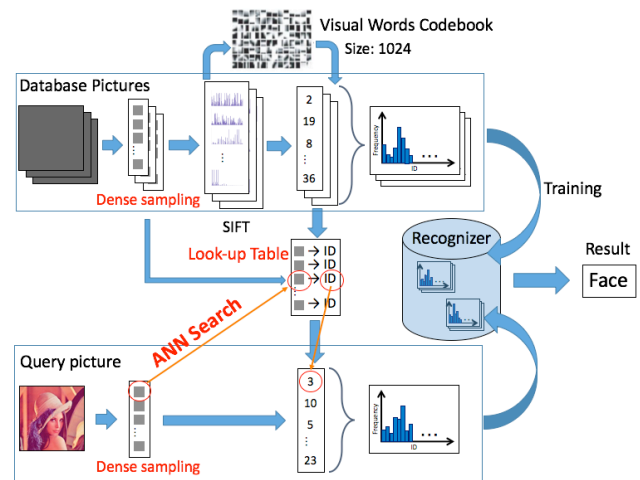 Visual Words Codebook
Size: 1024
Database Pictures
2
19
8
⋮
36
Frequency
ID
...
Dense sampling
SIFT
Training
Look-up Table
→ ID
→ ID
→ ID
⋮
→ ID
Recognizer
Result
Face
ANN Search
Query picture
3
10
5
⋮
23
Frequency
ID
...
Dense sampling